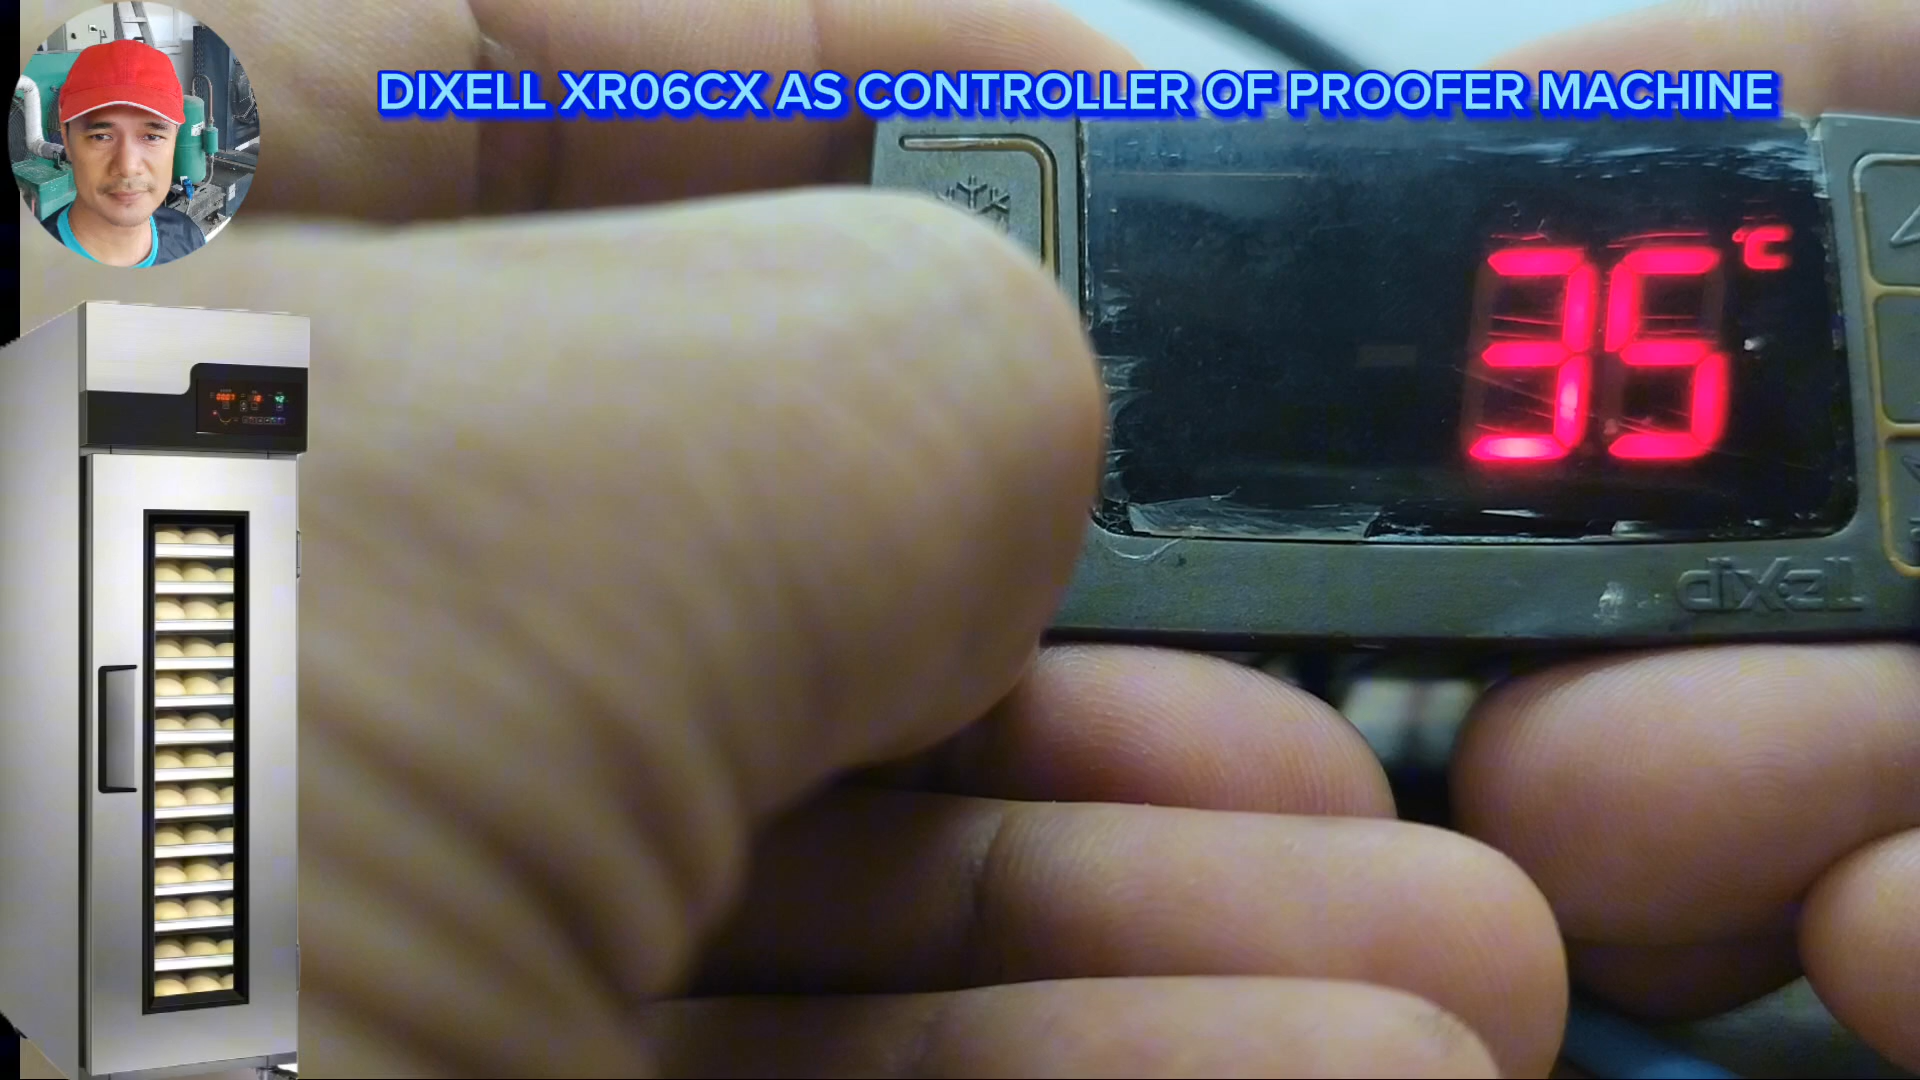 DIXELL XR06CX AS CONTROLLER OF PROOFER MACHINE
35 °C
dixell